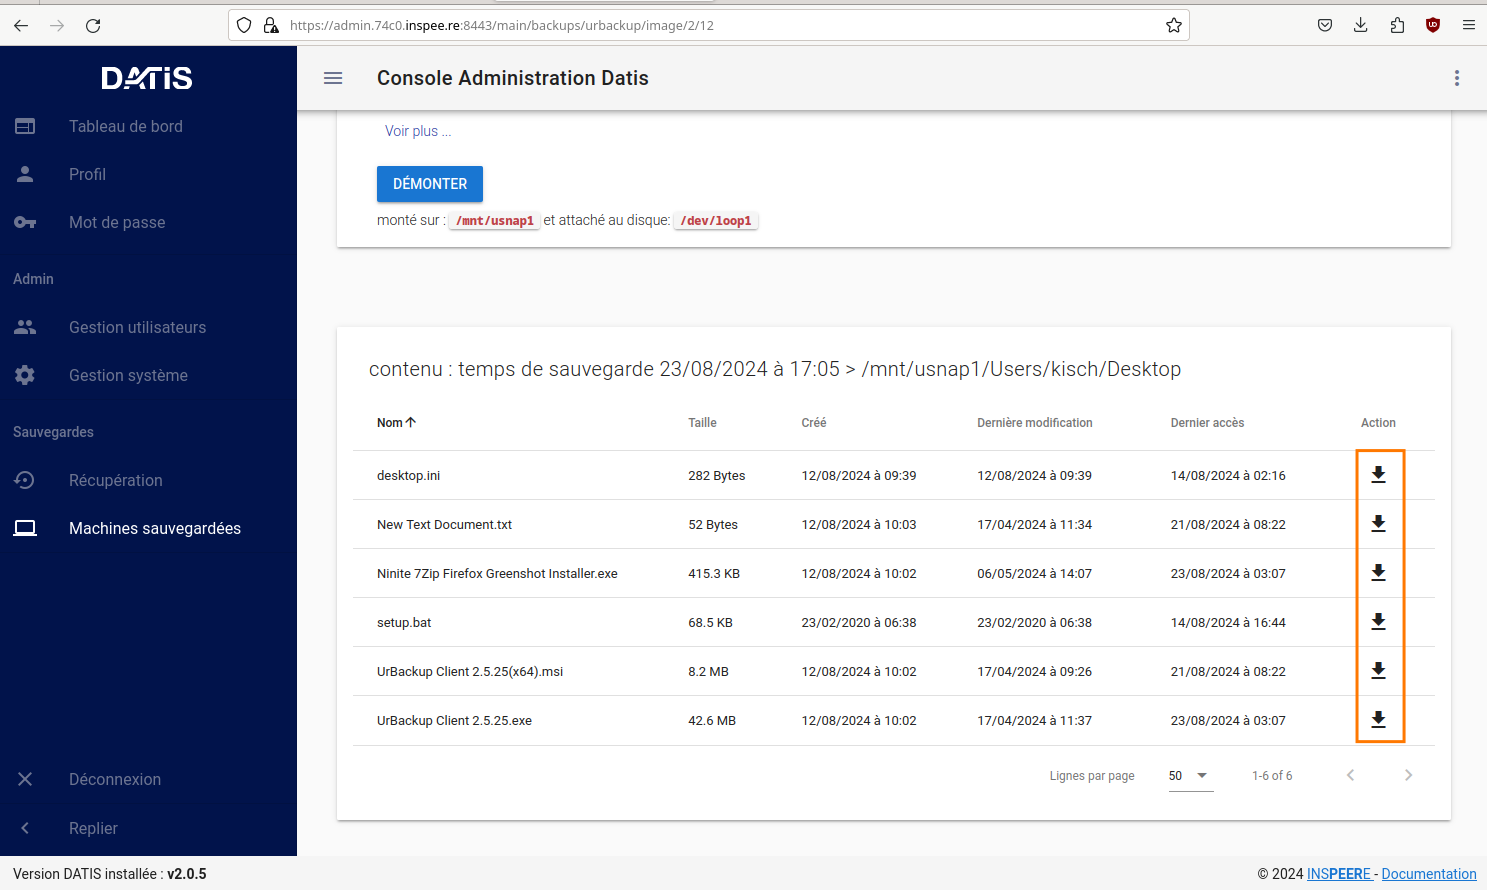 https://admin.74c0.inspee.re:8443/main/backups/urbackup/image/2/12
DATiS
Console Administration Datis
Tableau de bord
Profil
Mot de passe
Admin
Gestion utilisateurs
Gestion système
Sauvegardes
Récupération
Machines sauvegardées
Déconnexion
Replier
Voir plus ...
DÉMONTER
monté sur : /mnt/usnap1 et attaché au disque: /dev/loop1
contenu : temps de sauvegarde 23/08/2024 à 17:05 > /mnt/usnap1/Users/kisch/Desktop
Nom Taille Créé Dernière modification Dernier accès Action
desktop.ini 282 Bytes 12/08/2024 à 09:39 12/08/2024 à 09:39 14/08/2024 à 02:16
New Text Document.txt 52 Bytes 12/08/2024 à 10:03 17/04/2024 à 11:34 21/08/2024 à 08:22
Ninite 7Zip Firefox Greenshot Installer.exe 415.3 KB 12/08/2024 à 10:02 06/05/2024 à 14:07 23/08/2024 à 03:07
setup.bat 68.5 KB 23/02/2020 à 06:38 23/02/2020 à 06:38 14/08/2024 à 16:44
UrBackup Client 2.5.25(x64).msi 8.2 MB 12/08/2024 à 10:02 17/04/2024 à 09:26 21/08/2024 à 08:22
UrBackup Client 2.5.25.exe 42.6 MB 12/08/2024 à 10:02 17/04/2024 à 11:37 23/08/2024 à 03:07
Lignes par page 50 1-6 of 6
Version DATIS installée : v2.0.5
© 2024 INSPEERE - Documentation